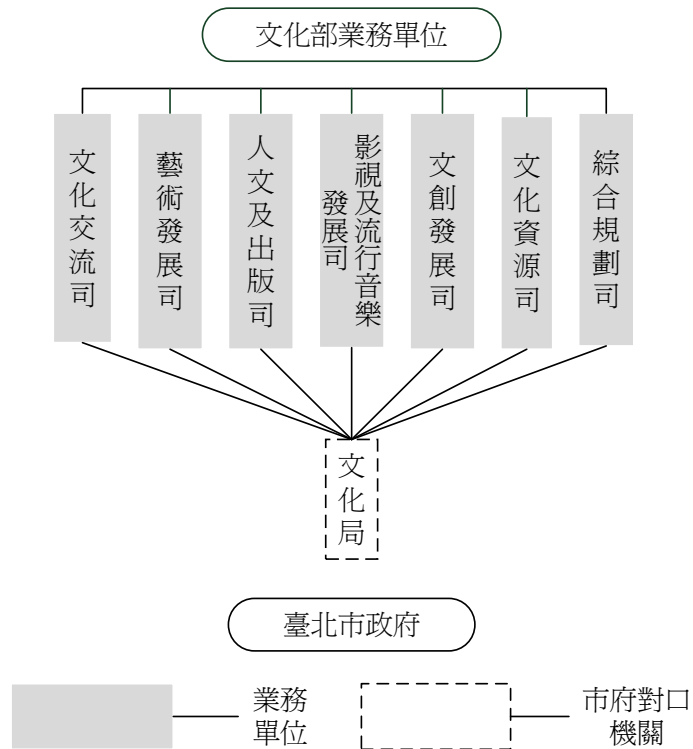 文化部業務單位
文化交流司
藝術發展司
人文及出版司
影視及流行音樂
發展司
文創發展司
文化資源司
綜合規劃司
文化局
臺北市政府
業務
單位
市府對口
機關